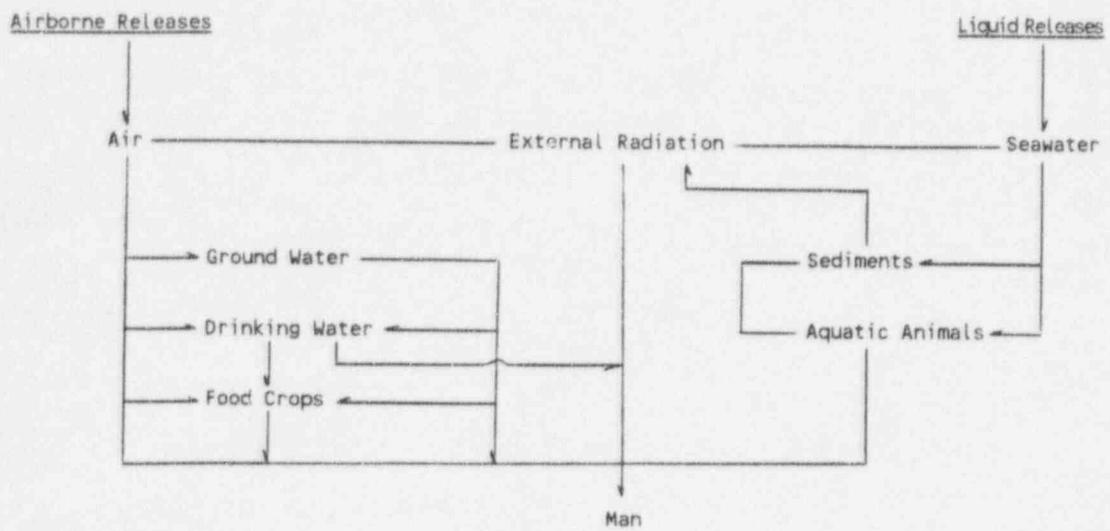 Airborne Releases
Liquid Releases
Air
External Radiation
Seawater
Ground Water
Sediments
Drinking Water
Aquatic Animals
Food Crops
Man